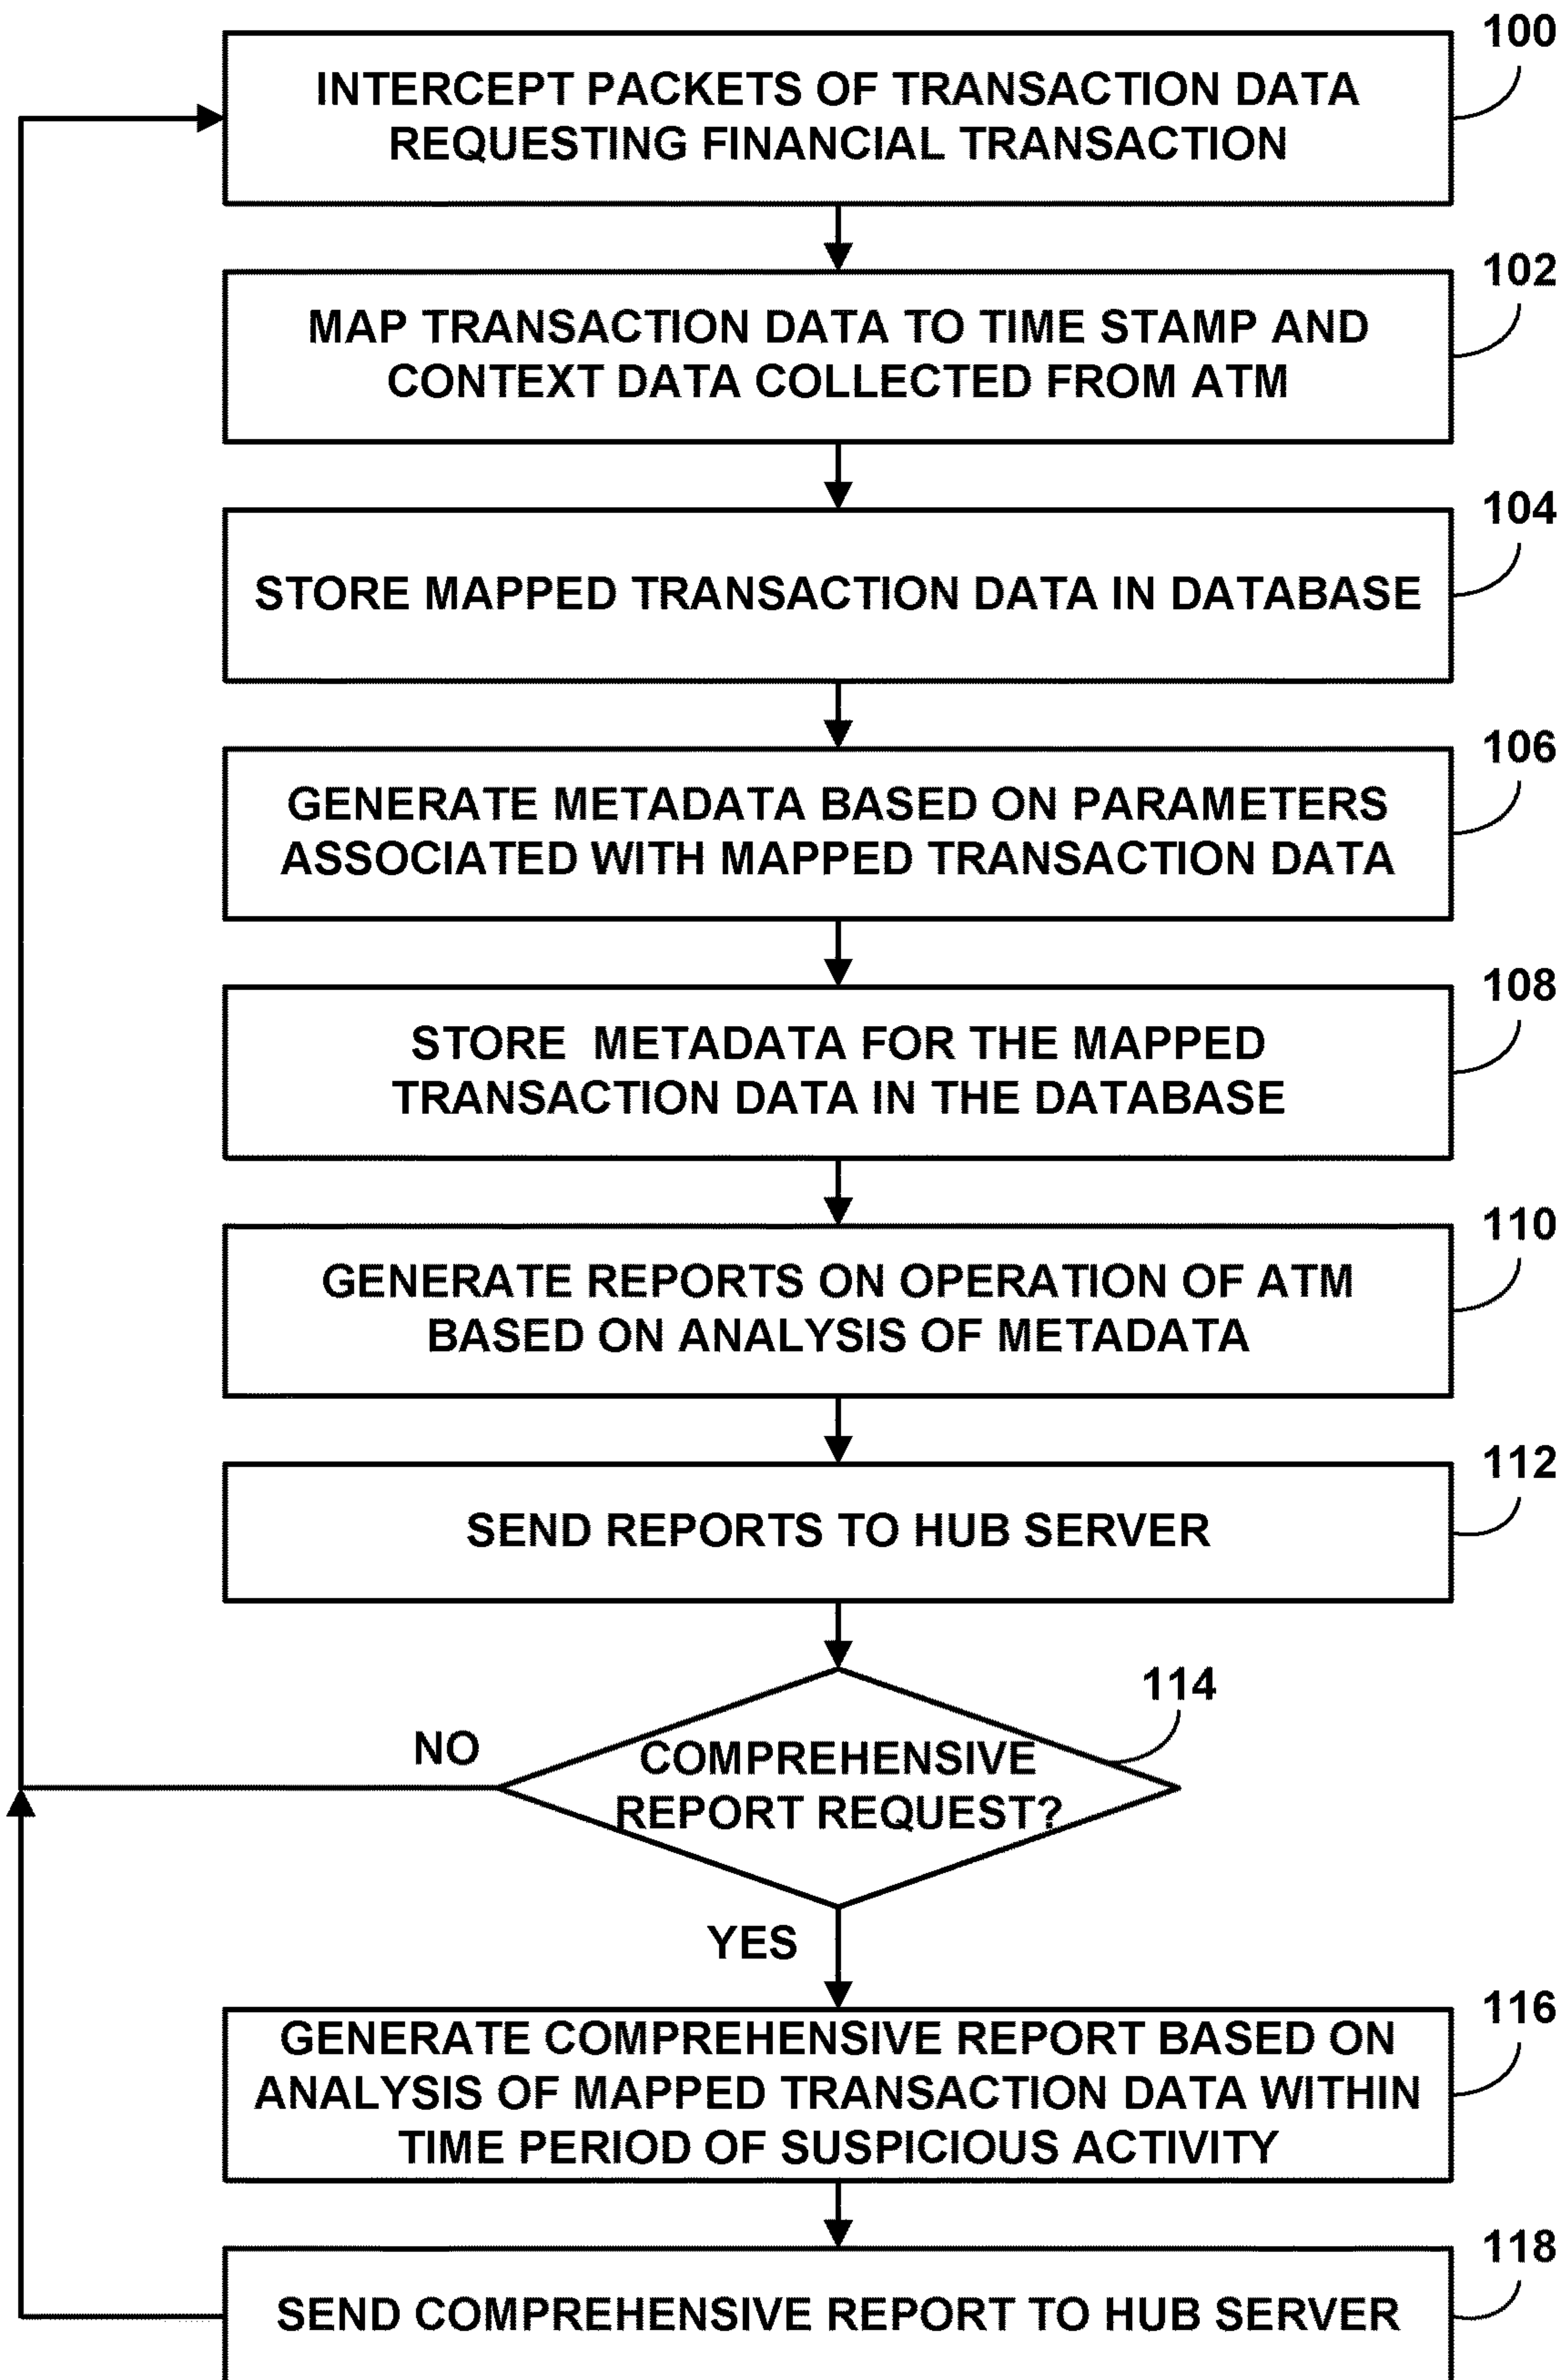 100
INTERCEPT PACKETS OF TRANSACTION DATA
REQUESTING FINANCIAL TRANSACTION
102
MAP TRANSACTION DATA TO TIME STAMP AND
CONTEXT DATA COLLECTED FROM ATM
104
STORE MAPPED TRANSACTION DATA IN DATABASE
106
GENERATE METADATA BASED ON PARAMETERS
ASSOCIATED WITH MAPPED TRANSACTION DATA
108
STORE METADATA FOR THE MAPPED
TRANSACTION DATA IN THE DATABASE
110
GENERATE REPORTS ON OPERATION OF ATM
BASED ON ANALYSIS OF METADATA
112
SEND REPORTS TO HUB SERVER
114
NO
COMPREHENSIVE
REPORT REQUEST?
YES
116
GENERATE COMPREHENSIVE REPORT BASED ON
ANALYSIS OF MAPPED TRANSACTION DATA WITHIN
TIME PERIOD OF SUSPICIOUS ACTIVITY
118
SEND COMPREHENSIVE REPORT TO HUB SERVER